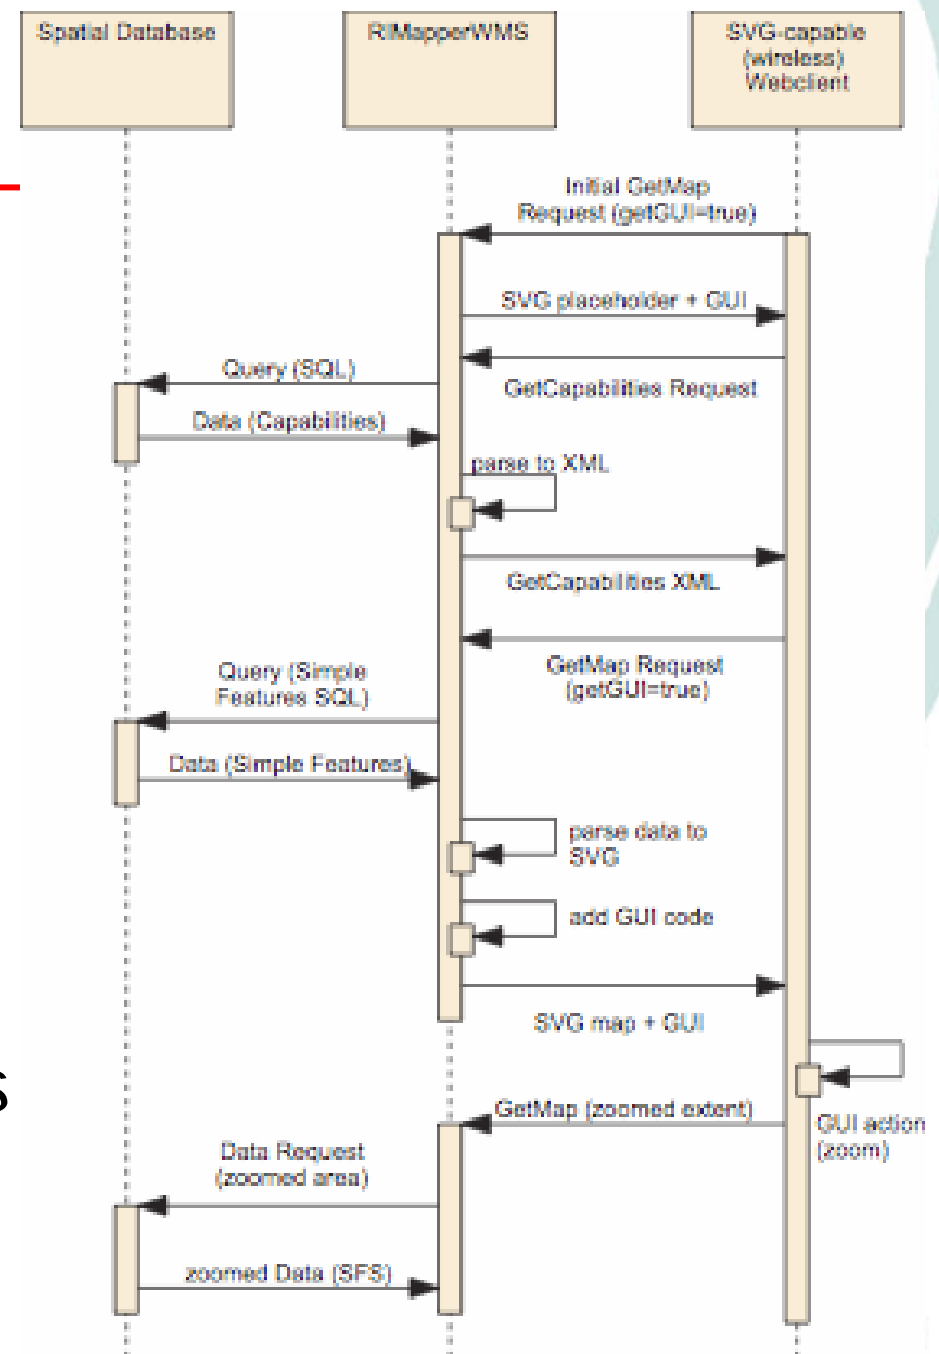 Spatial Database
RIMapperWMS
SVG-capable
(wireless)
Webclient
Initial GetMap
Request (getGUI=true)
SVG placeholder + GUI
Query (SQL)
GetCapabilities Request
Data (Capabilities)
parse to XML
GetCapabilities XML
Query (Simple
Features SQL)
GetMap Request
(getGUI=true)
Data (Simple Features)
parse data to
SVG
add GUI code
SVG map + GUI
s
GetMap (zoomed extent)
GUI action
(zoom)
Data Request
(zoomed area)
zoomed Data (SFS)